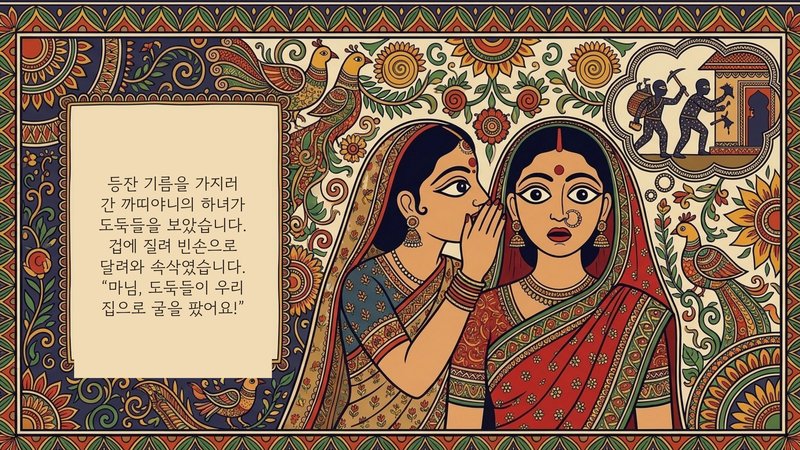 등잔 기름을 가지러
간 까띠야니의 하녀가
도둑들을 보았습니다.
겁에 질려 빈손으로
달려와 속삭였습니다.
“마님, 도둑들이 우리
집으로 굴을 팠어요!”